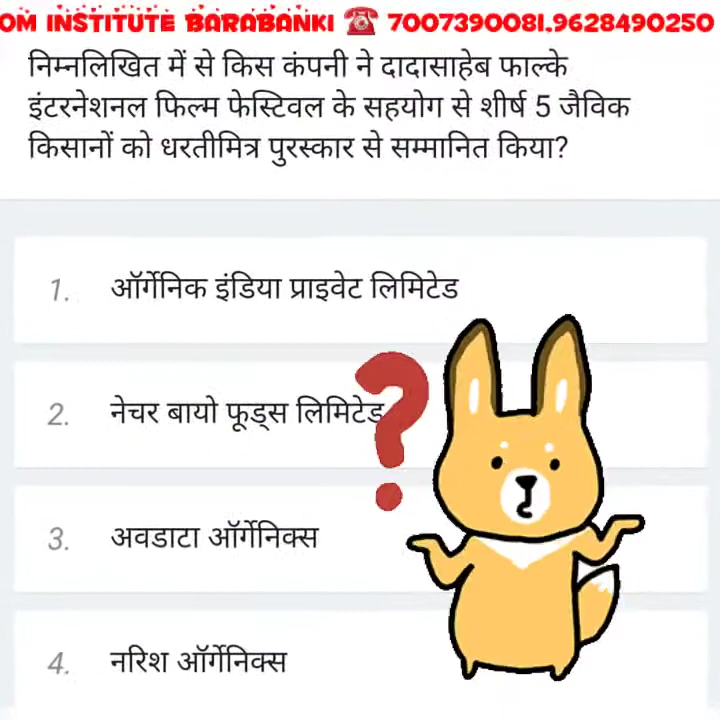 OM INSTITUTE BARABANKI ☎ 7007390081.9628490250
निम्नलिखित में से किस कंपनी ने दादासाहेब फाल्के
इंटरनेशनल फिल्म फेस्टिवल के सहयोग से शीर्ष 5 जैविक
किसानों को धरतीमित्र पुरस्कार से सम्मानित किया?
1. ऑर्गेनिक इंडिया प्राइवेट लिमिटेड
2. नेचर बायो फूड्स लिमिटेड
?
3. अवडाटा ऑर्गेनिक्स
4. नरिश ऑर्गेनिक्स